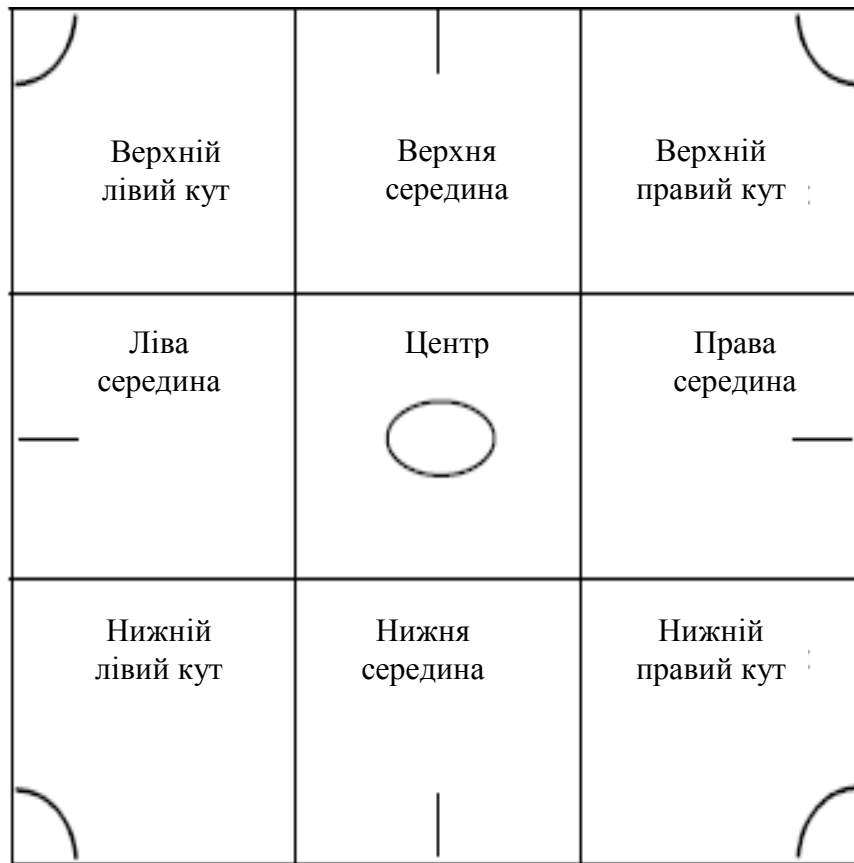 Верхній
лівий кут
Верхня
середина
Верхній
правий кут
Ліва
середина
Центр
Права
середина
Нижній
лівий кут
Нижня
середина
Нижній
правий кут